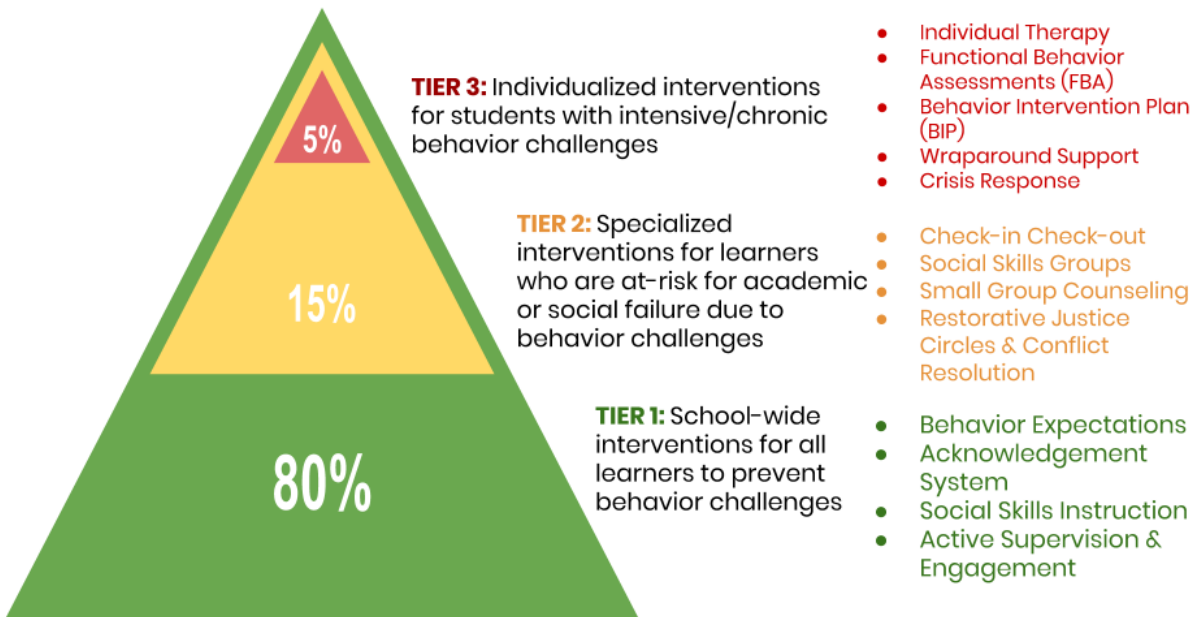 5%
TIER 3: Individualized interventions
for students with intensive/chronic
behavior challenges
● Individual Therapy
● Functional Behavior
Assessments (FBA)
● Behavior Intervention Plan
(BIP)
● Wraparound Support
● Crisis Response
15%
TIER 2: Specialized
interventions for learners
who are at-risk for academic
or social failure due to
behavior challenges
● Check-in Check-out
● Social Skills Groups
● Small Group Counseling
● Restorative Justice
Circles & Conflict
Resolution
80%
TIER 1: School-wide
interventions for all
learners to prevent
behavior challenges
● Behavior Expectations
● Acknowledgement
System
● Social Skills Instruction
● Active Supervision &
Engagement